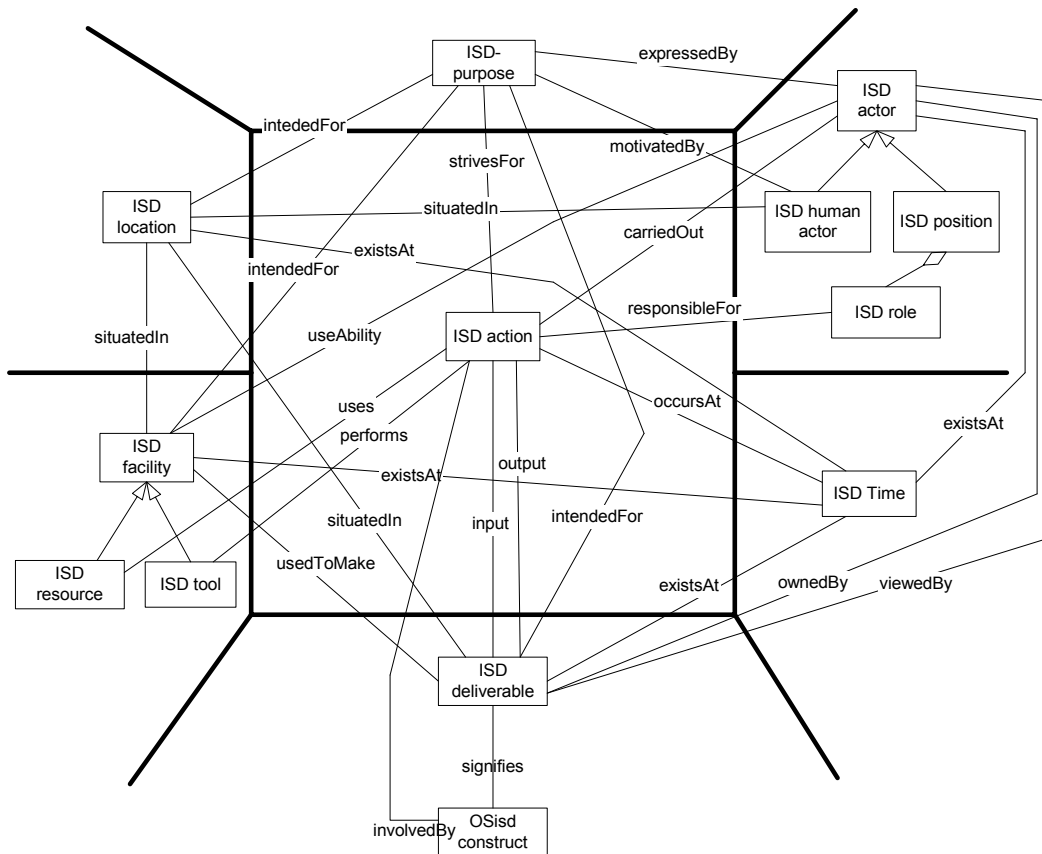 ISD-
purpose
expressedBy
ISD
actor
intededFor
strivesFor
motivatedBy
ISD
location
situatedIn
ISD human
actor
ISD position
carriedOut
existsAt
intendedFor
ISD role
responsibleFor
situatedIn
useAbility
ISD action
uses
occursAt
performs
existsAt
ISD
facility
output
existsAt
ISD Time
situatedIn
input
intendedFor
ISD
resource
ISD tool
usedToMake
existsAt
ownedBy
viewedBy
ISD
deliverable
signifies
involvedBy
OSisd
construct